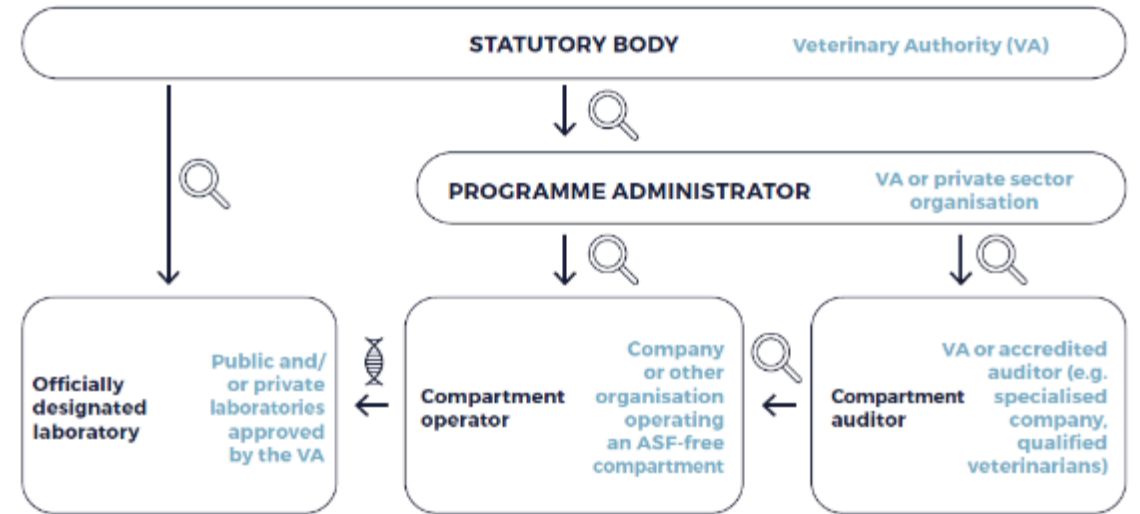 STATUTORY BODY
Veterinary Authority (VA)
PROGRAMME ADMINISTRATOR
VA or private sector
organisation
Officially
designated
laboratory
Public and/
or private
laboratories
approved
by the VA
Compartment
operator
Company
or other
organisation
operating
an ASF-free
compartment
Compartment
auditor
VA or accredited
auditor (e.g.
specialised
company,
qualified
veterinarians)